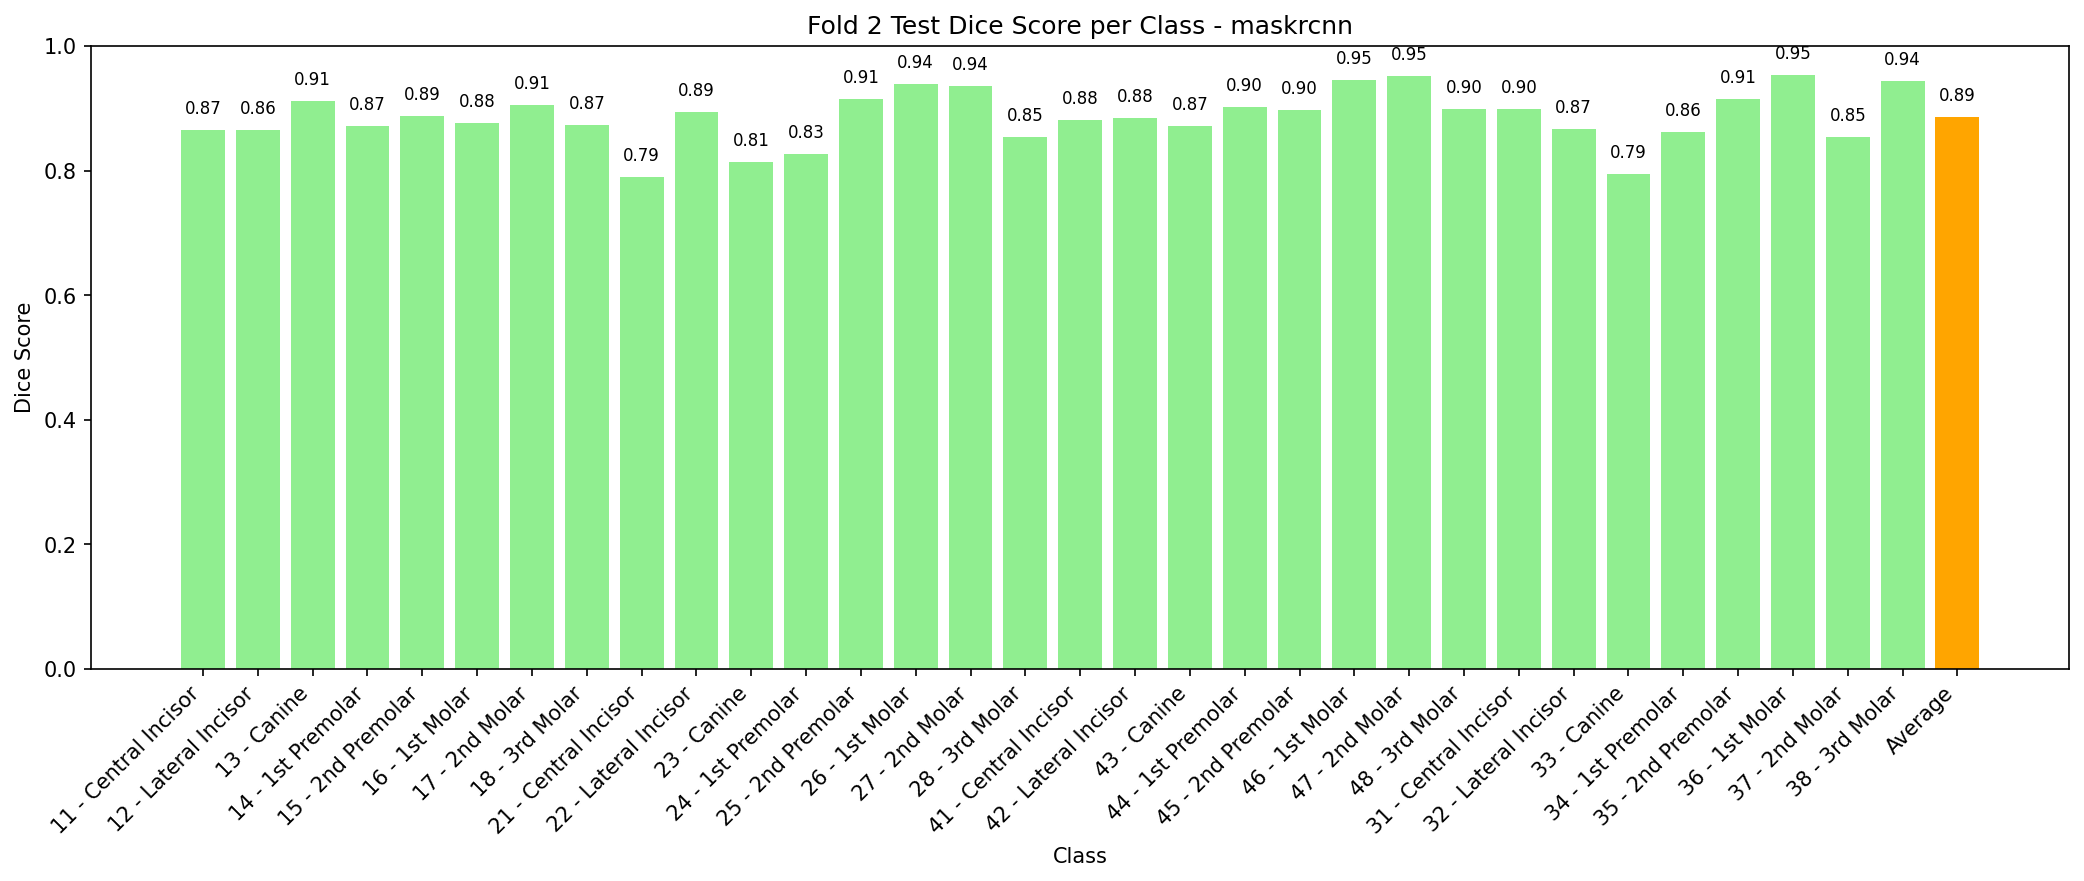 Fold 2 Test Dice Score per Class - maskrcnn
Dice Score
1.0
0.8
0.6
0.4
0.2
0.0
0.87
0.86
0.91
0.87
0.89
0.88
0.91
0.87
0.79
0.89
0.81
0.83
0.91
0.94
0.94
0.85
0.88
0.88
0.87
0.90
0.90
0.95
0.95
0.90
0.90
0.87
0.79
0.86
0.91
0.95
0.85
0.94
0.89
11 - Central Incisor
12 - Lateral Incisor
13 - Canine
14 - 1st Premolar
15 - 2nd Premolar
16 - 1st Molar
17 - 2nd Molar
18 - 3rd Molar
21 - Central Incisor
22 - Lateral Incisor
23 - Canine
24 - 1st Premolar
25 - 2nd Premolar
26 - 1st Molar
27 - 2nd Molar
28 - 3rd Molar
41 - Central Incisor
42 - Lateral Incisor
43 - Canine
44 - 1st Premolar
45 - 2nd Premolar
46 - 1st Molar
47 - 2nd Molar
48 - 3rd Molar
31 - Central Incisor
32 - Lateral Incisor
33 - Canine
34 - 1st Premolar
35 - 2nd Premolar
36 - 1st Molar
37 - 2nd Molar
38 - 3rd Molar
Average
Class